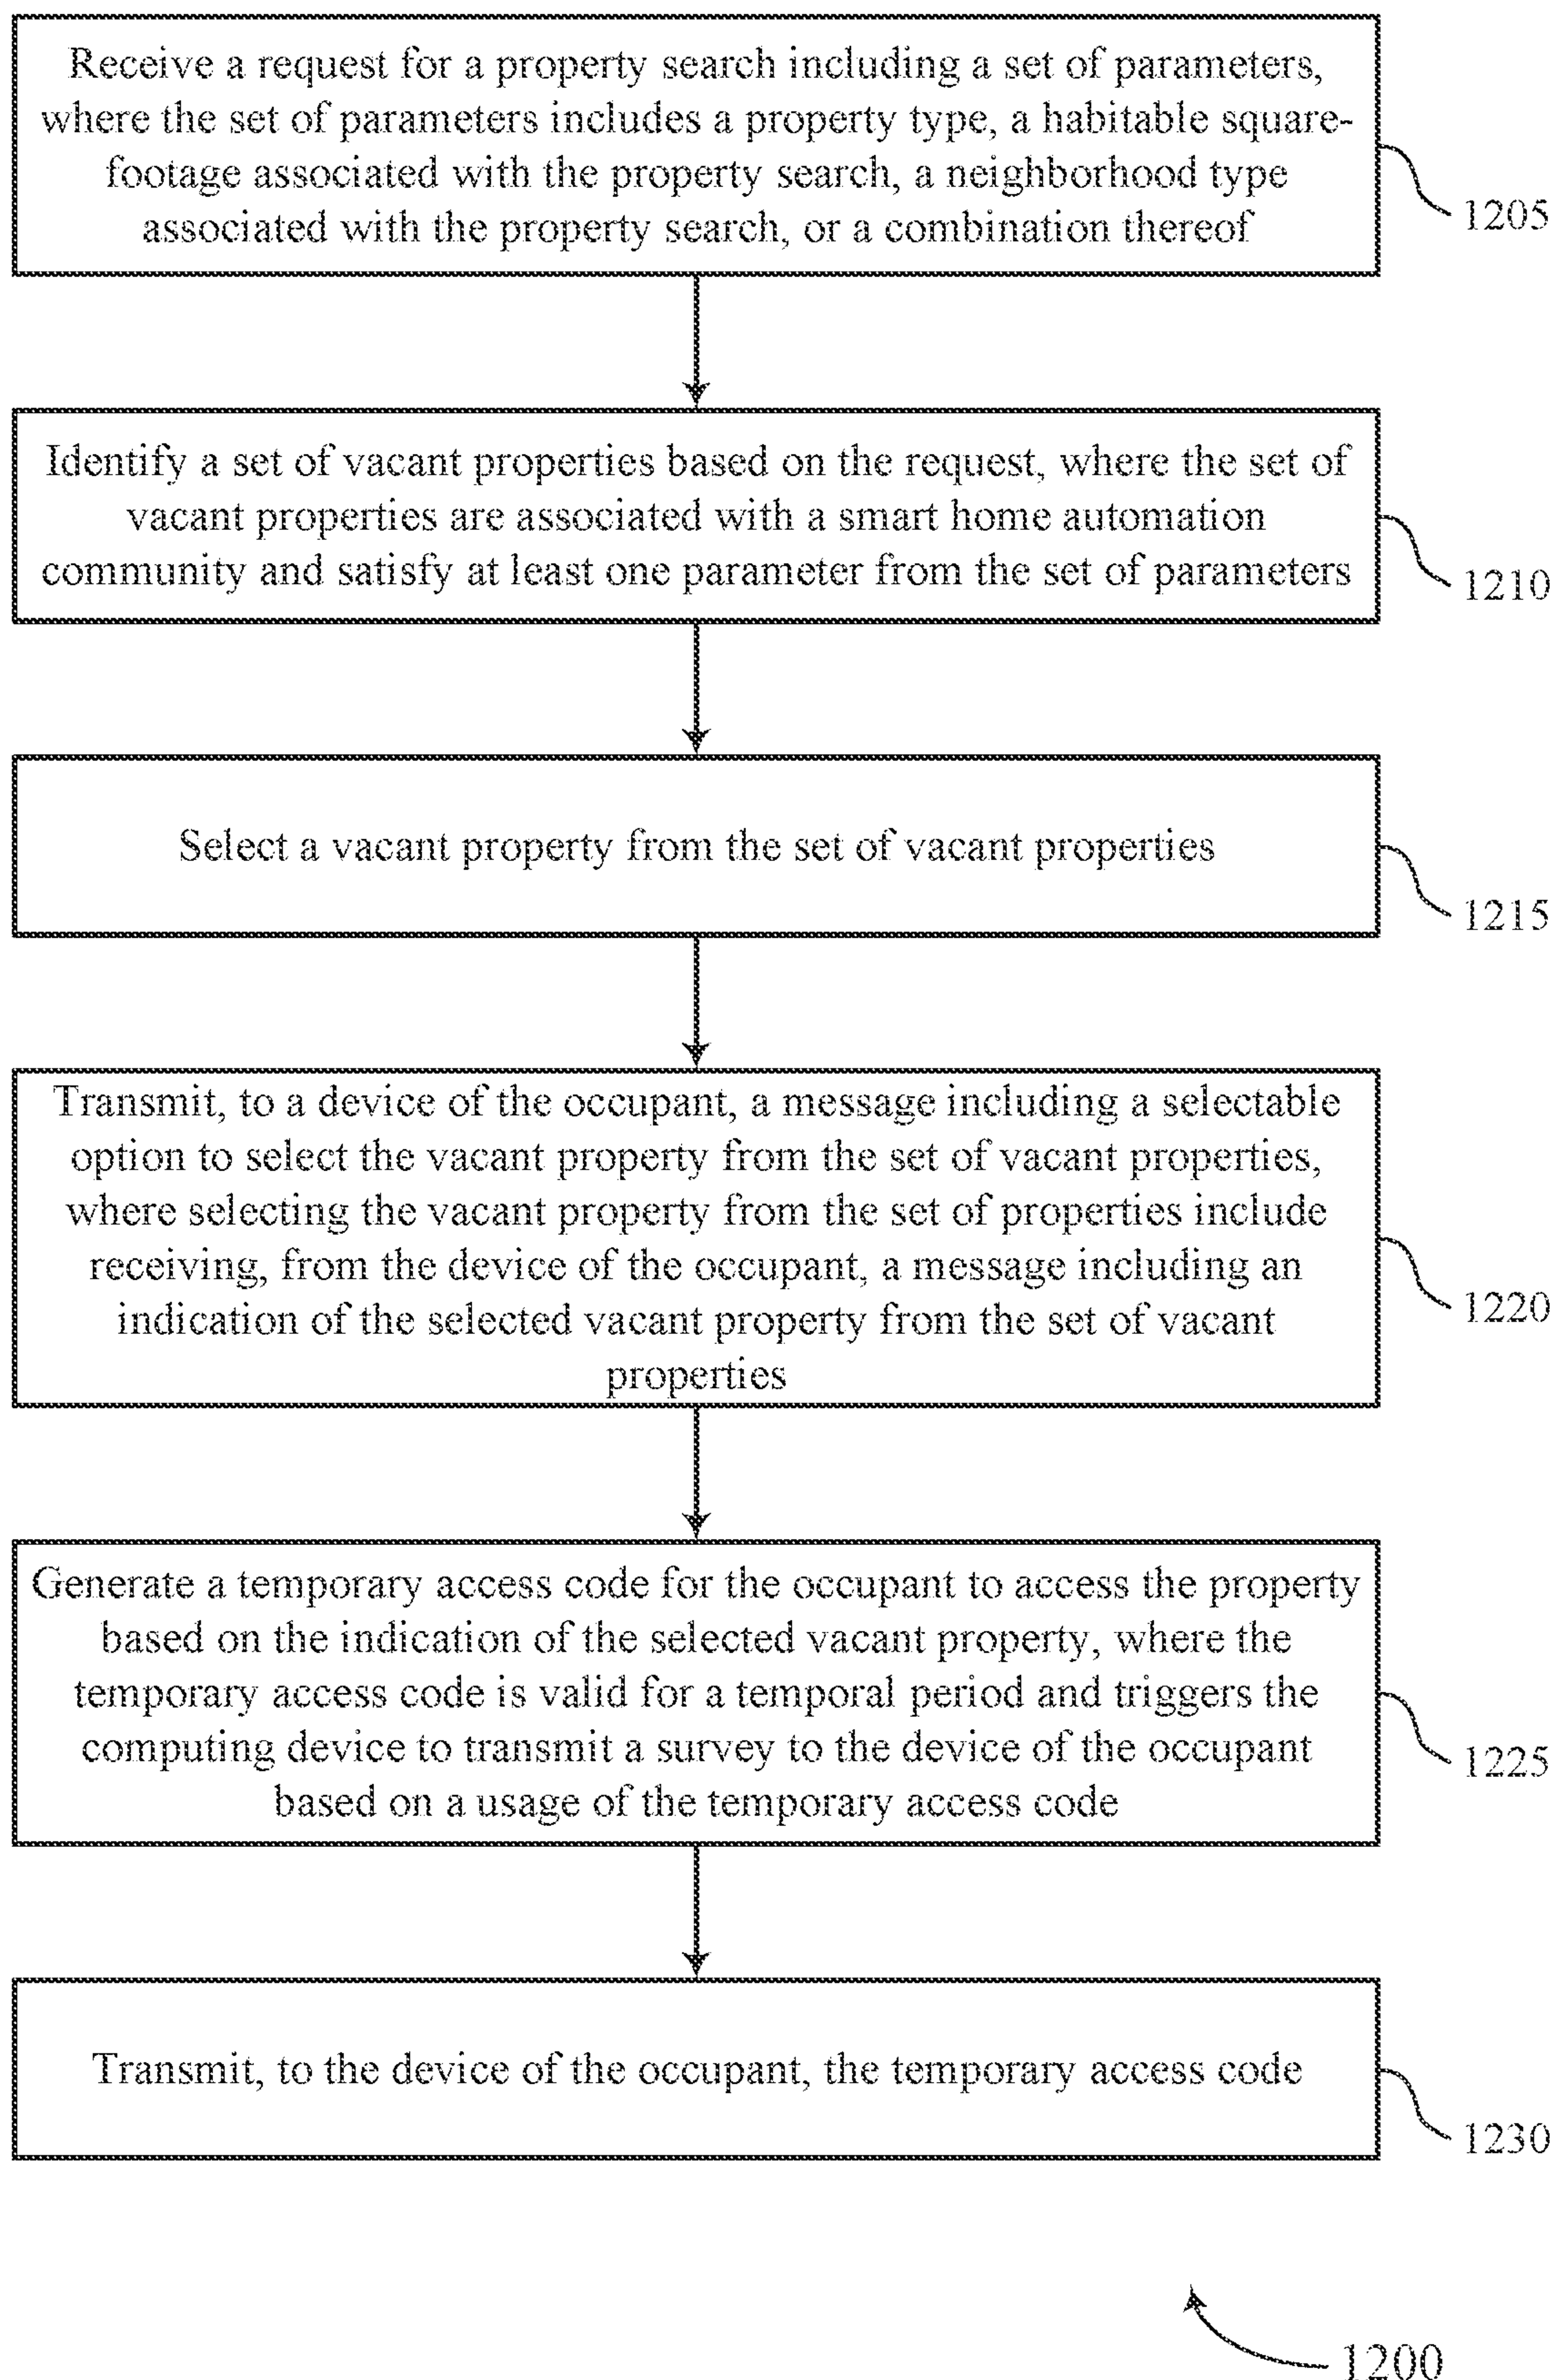 Receive a request for a property search including a set of parameters,
where the set of parameters includes a property type, a habitable square-
footage associated with the property search, a neighborhood type
associated with the property search, or a combination thereof
1205
Identify a set of vacant properties based on the request, where the set of
vacant properties are associated with a smart home automation
community and satisfy at least one parameter from the set of parameters
1210
Select a vacant property from the set of vacant properties
1215
Transmit, to a device of the occupant, a message including a selectable
option to select the vacant property from the set of vacant properties,
where selecting the vacant property from the set of properties include
receiving, from the device of the occupant, a message including an
indication of the selected vacant property from the set of vacant
properties
1220
Generate a temporary access code for the occupant to access the property
based on the indication of the selected vacant property, where the
temporary access code is valid for a temporal period and triggers the
computing device to transmit a survey to the device of the occupant
based on a usage of the temporary access code
1225
Transmit, to the device of the occupant, the temporary access code
1230
1200